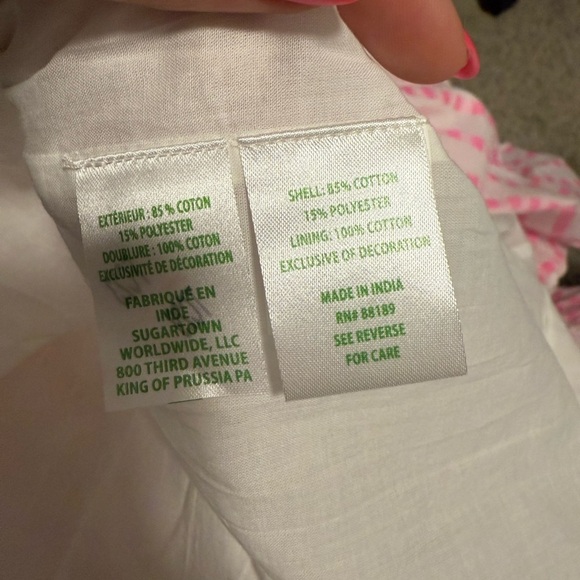 EXTÉRIEUR : 85 % COTON
15% POLYESTER
DOUBLURE : 100% COTON
EXCLUSIVITÉ DE DÉCORATION
FABRIQUÉ EN
INDE
SUGARTOWN
WORLDWIDE, LLC
800 THIRD AVENUE
KING OF PRUSSIA PA
SHELL: 85% COTTON
15% POLYESTER
LINING: 100% COTTON
EXCLUSIVE OF DECORATION
MADE IN INDIA
RN# 88189
SEE REVERSE
FOR CARE